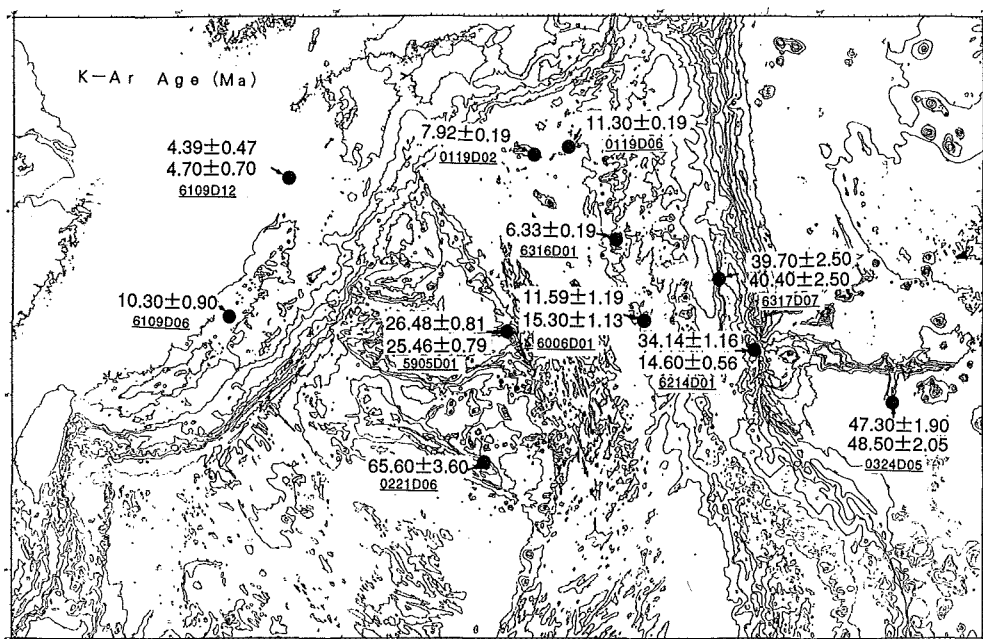 K-Ar Age (Ma)
7.92±0.19
0119D02
11.30±0.19
0119D06
4.39±0.47
4.70±0.70
6109D12
6.33±0.19
6316D01
39.70±2.50
40.40±2.50
6317D07
10.30±0.90
6109D06
11.59±1.19
15.30±1.13
6006D01
26.48±0.81
25.46±0.79
5905D01
34.14±1.16
14.60±0.56
6214D01
47.30±1.90
48.50±2.05
0324D05
65.60±3.60
0221D06